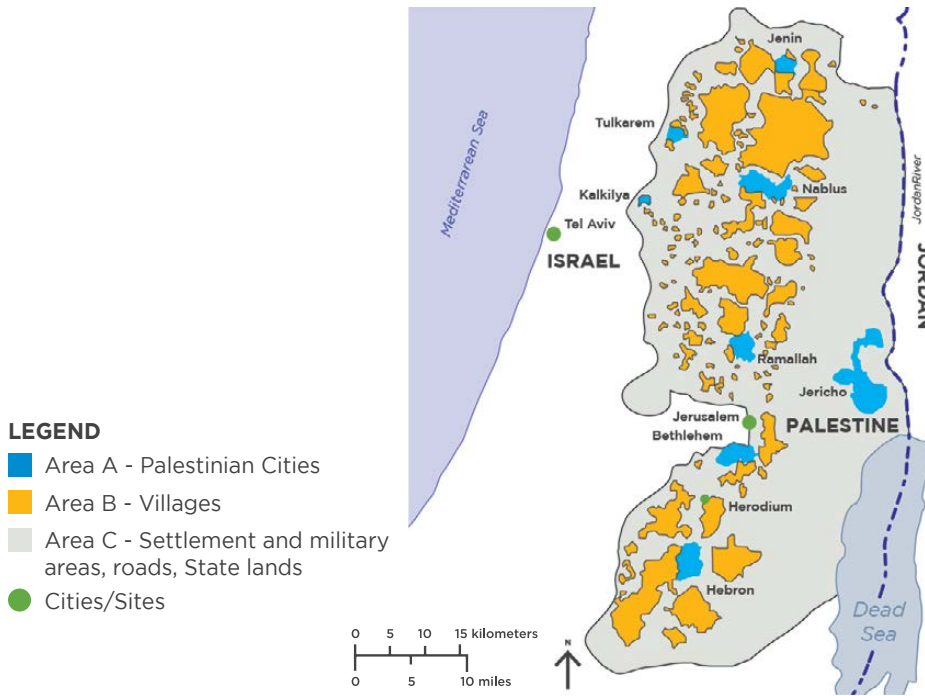 Jenin
Tulkarem
Nablus
Kalkilya
Tel Aviv
ISRAEL
Mediterranean Sea
JordanRiver
JORDAN
Ramallah
Jericho
Jerusalem
PALESTINE
Bethlehem
Herodium
Hebron
Dead
Sea
LEGEND
Area A - Palestinian Cities
Area B - Villages
Area C - Settlement and military
areas, roads, State lands
Cities/Sites
0 5 10 15 kilometers
0 5 10 miles
N